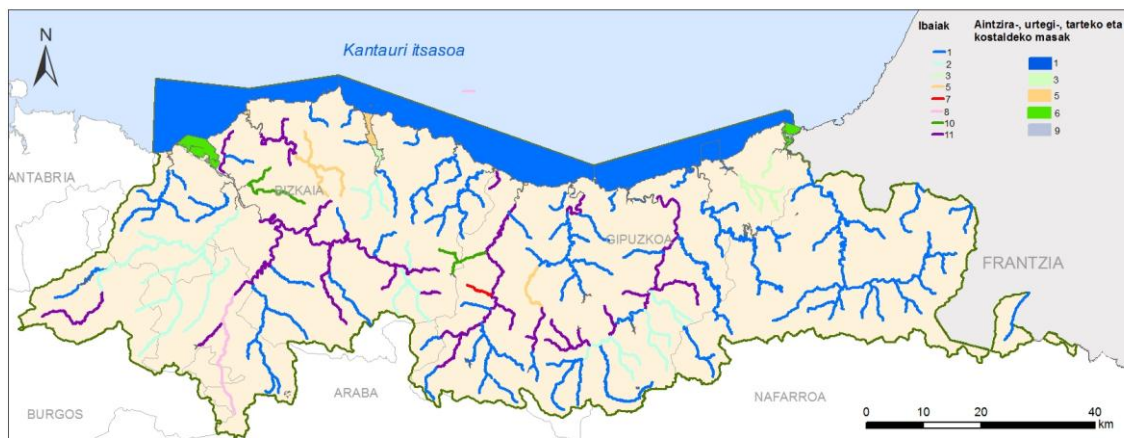 N
Kantauri itsasoa
Ibaiak
1
2
3
5
7
8
10
11
Aintzira-, urtegi-, tarteko eta
kostaldeko masak
1
3
5
6
9
ANTABRIA
BIZKAIA
GIPUZKOA
FRANTZIA
BURGOS
ARABA
NAFARROA
0 10 20 40
km